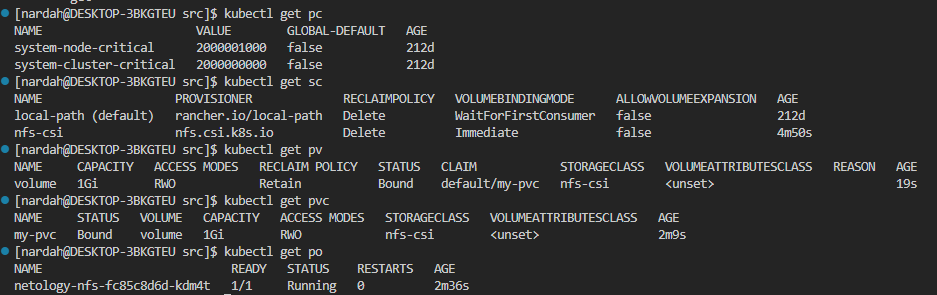 [nardah@DESKTOP-3BKGTEU src]$ kubectl get pc
NAME VALUE GLOBAL-DEFAULT AGE
system-node-critical 2000001000 false 212d
system-cluster-critical 2000000000 false 212d
[nardah@DESKTOP-3BKGTEU src]$ kubectl get sc
NAME PROVISIONER RECLAIMPOLICY VOLUMEBINDINGMODE ALLOWVOLUMEEXPANSION AGE
local-path (default) rancher.io/local-path Delete WaitForFirstConsumer false 212d
nfs-csi nfs.csi.k8s.io Delete Immediate false 4m50s
[nardah@DESKTOP-3BKGTEU src]$ kubectl get pv
NAME CAPACITY ACCESS MODES RECLAIM POLICY STATUS CLAIM STORAGECLASS VOLUMEATTRIBUTESCLASS REASON AGE
volume 1Gi RWO Retain Bound default/my-pvc nfs-csi <unset> 19s
[nardah@DESKTOP-3BKGTEU src]$ kubectl get pvc
NAME STATUS VOLUME CAPACITY ACCESS MODES STORAGECLASS VOLUMEATTRIBUTESCLASS AGE
my-pvc Bound volume 1Gi RWO nfs-csi <unset> 2m9s
[nardah@DESKTOP-3BKGTEU src]$ kubectl get po
NAME READY STATUS RESTARTS AGE
netology-nfs-fc85c8d6d-kdm4t 1/1 Running 0 2m36s